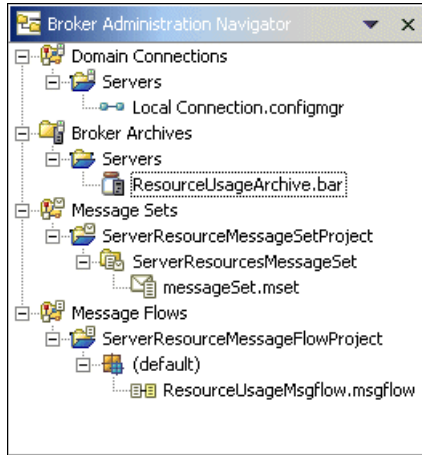 Broker Administration Navigator
Domain Connections
Servers
Local Connection.configmgr
Broker Archives
Servers
ResourceUsageArchive.bar
Message Sets
ServerResourceMessageSetProject
ServerResourcesMessageSet
messageSet.mset
Message Flows
ServerResourceMessageFlowProject
(default)
ResourceUsageMsgflow.msgflow